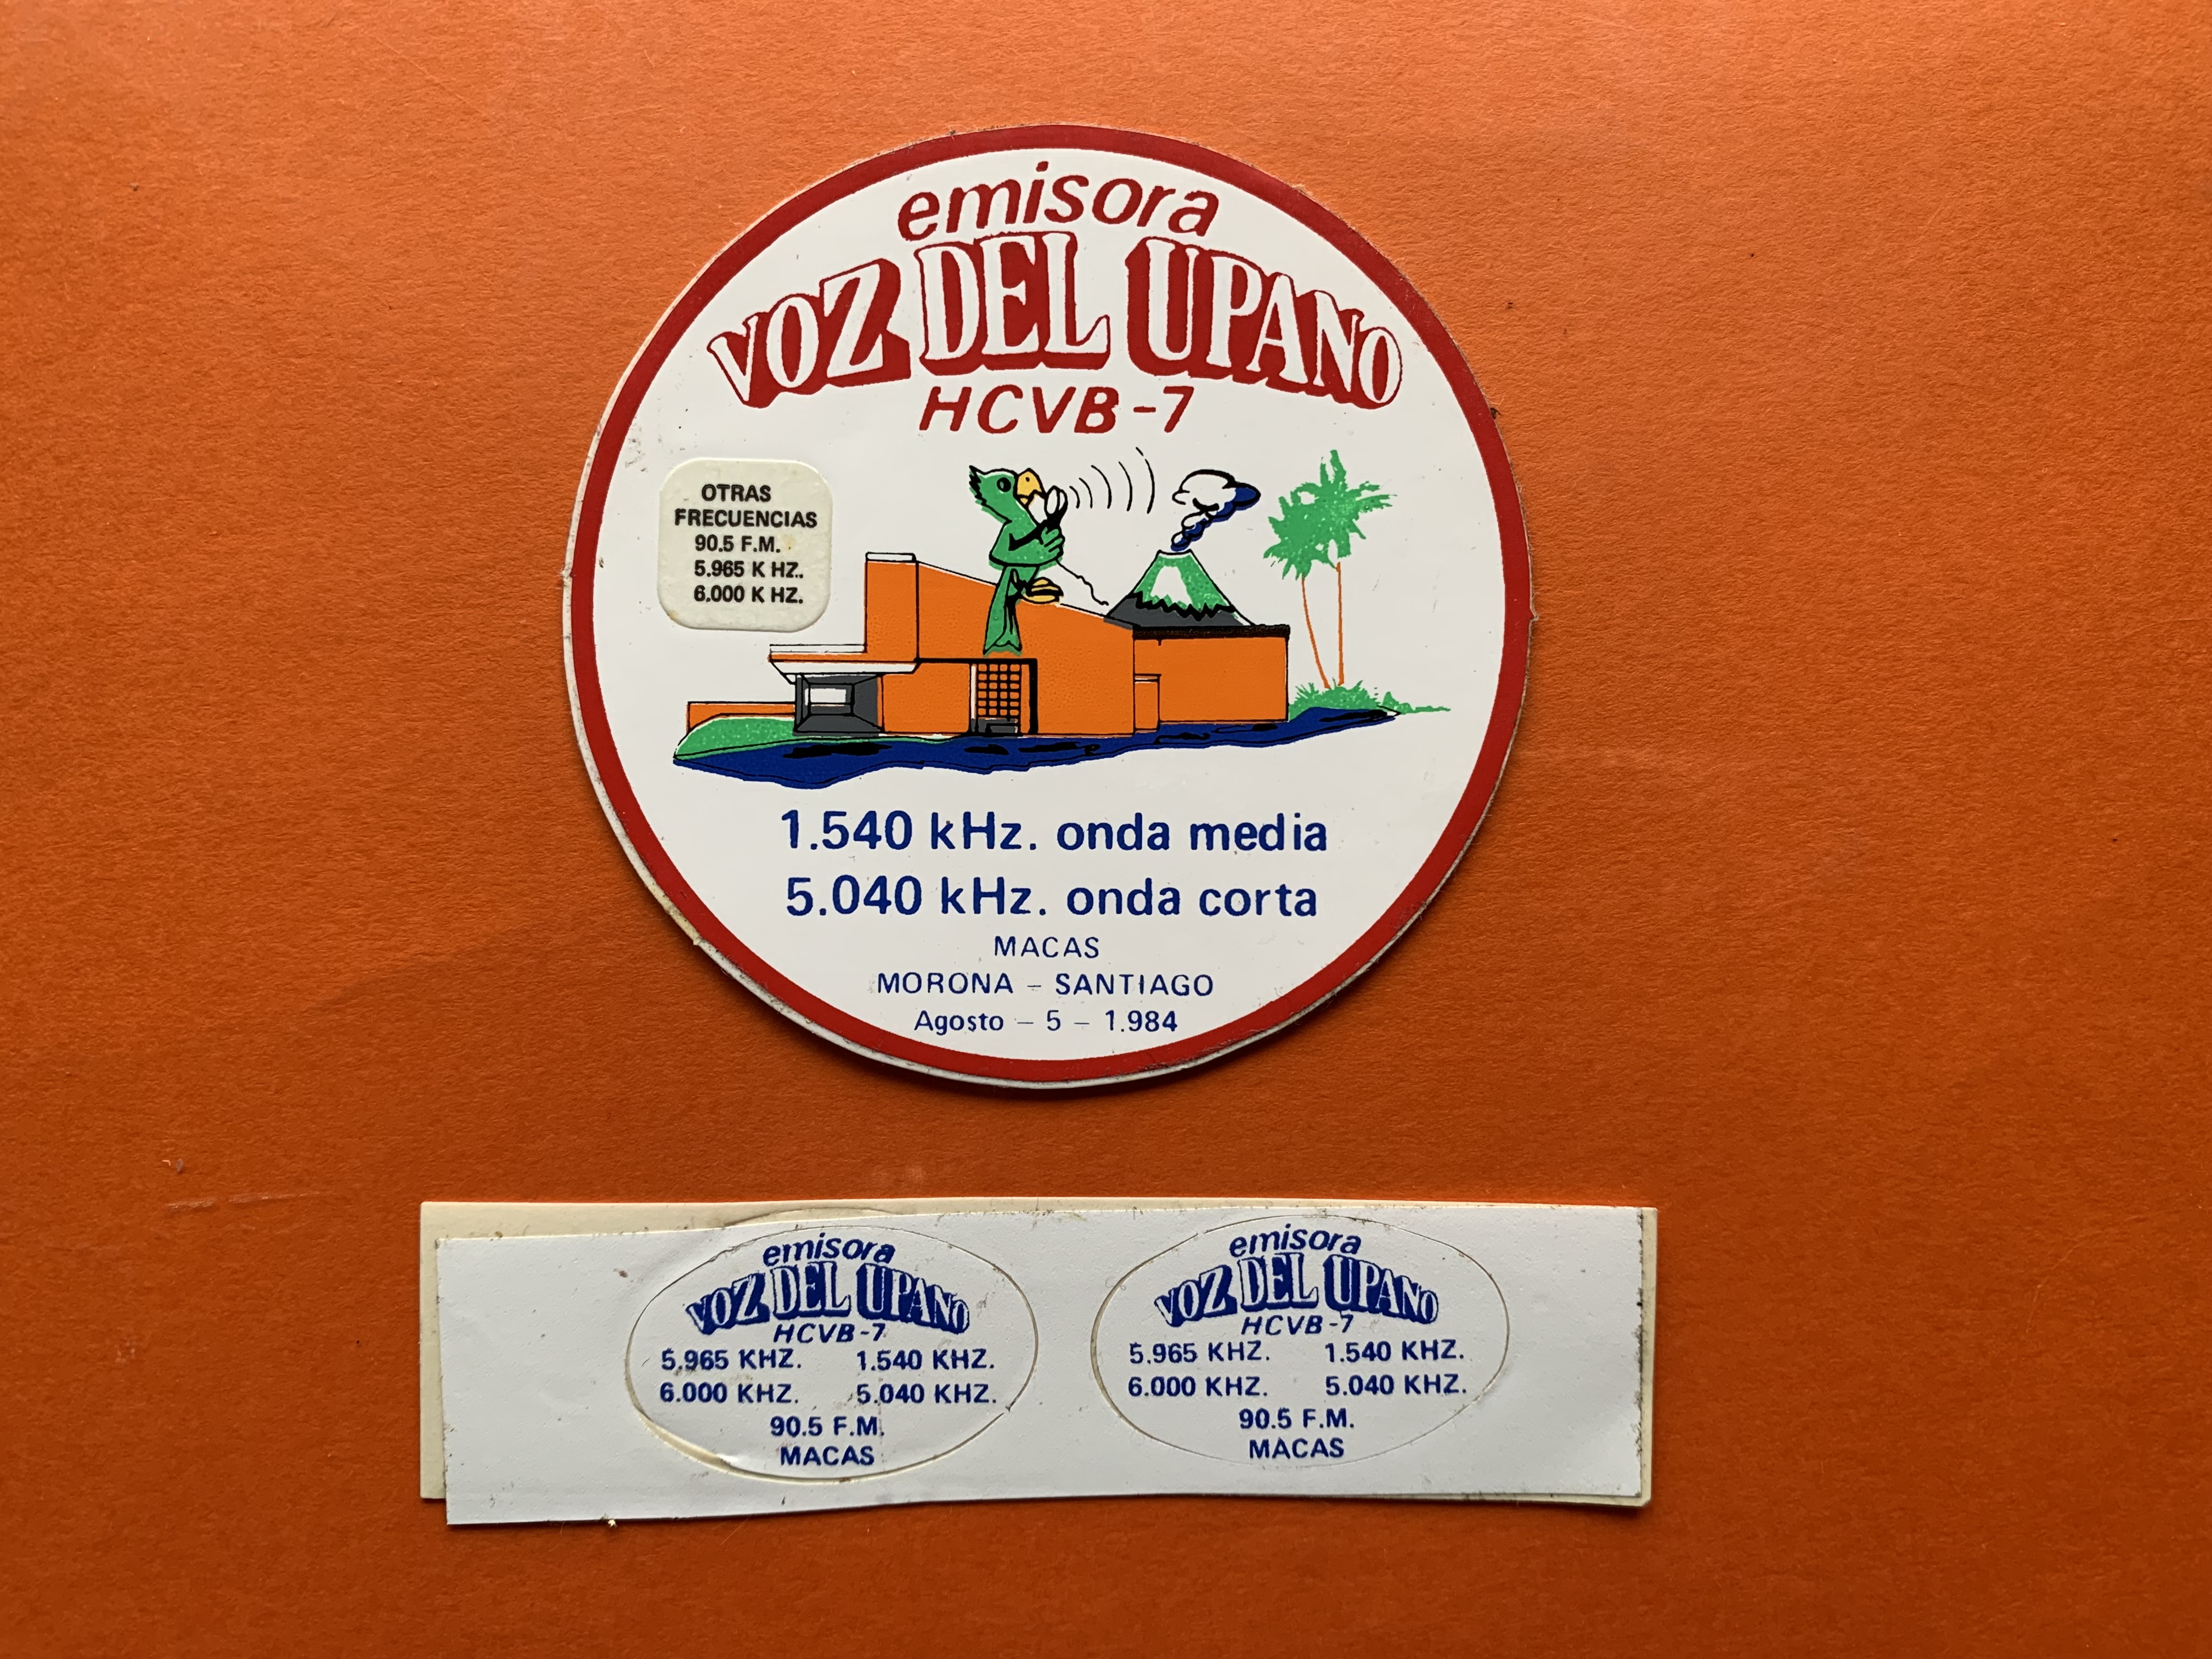 emisora
VOZ DEL UPANO
HCVB-7
OTRAS
FRECUENCIAS
90.5 F.M.
5.965 K HZ.
6.000 K HZ.
1.540 kHz. onda media
5.040 kHz. onda corta
MACAS
MORONA - SANTIAGO
Agosto - 5 - 1.984
emisora
VOZ DEL UPANO
HCVB-7
5.965 KHZ. 1.540 KHZ.
6.000 KHZ. 5.040 KHZ.
90.5 F.M.
MACAS
emisora
VOZ DEL UPANO
HCVB-7
5.965 KHZ. 1.540 KHZ.
6.000 KHZ. 5.040 KHZ.
90.5 F.M.
MACAS